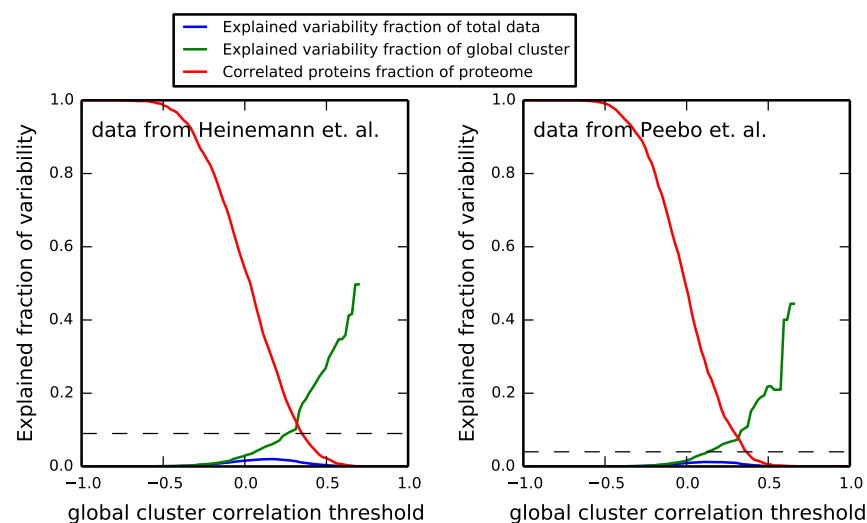 Explained variability fraction of total data
Explained variability fraction of global cluster
Correlated proteins fraction of proteome
data from Heinemann et. al.
Explained fraction of variability
1.0
0.8
0.6
0.4
0.2
0.0
−1.0 −0.5 0.0 0.5 1.0
global cluster correlation threshold
data from Peebo et. al.
Explained fraction of variability
1.0
0.8
0.6
0.4
0.2
0.0
−1.0 −0.5 0.0 0.5 1.0
global cluster correlation threshold